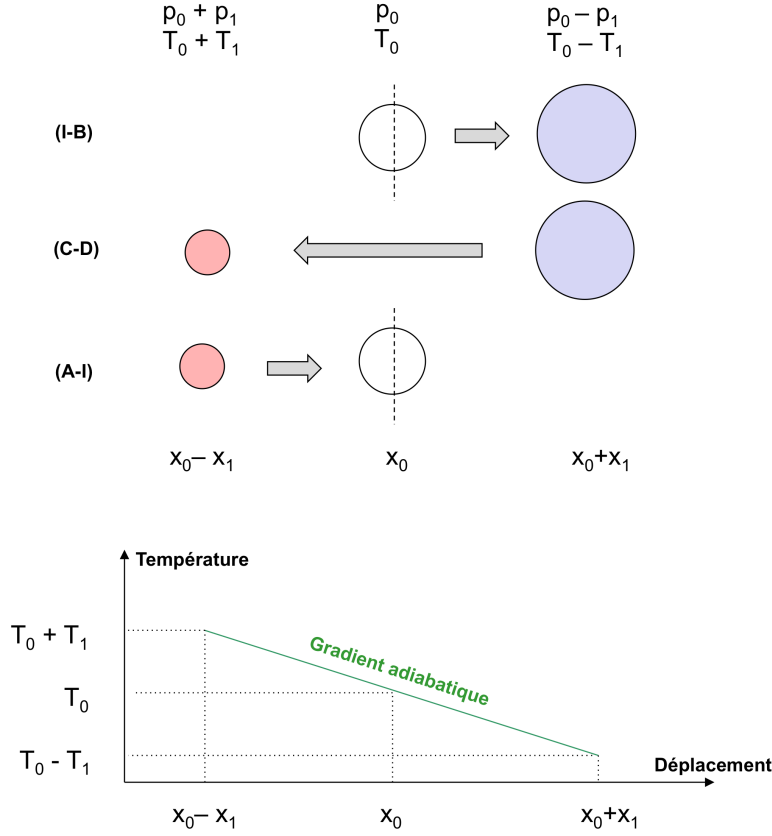 p₀ + p₁ p₀ p₀ – p₁
T₀ + T₁ T₀ T₀ – T₁
(I-B)
(C-D)
(A-I)
x₀– x₁ x₀ x₀+x₁
Température
T₀ + T₁
Gradient adiabatique
T₀
T₀ - T₁
Déplacement
x₀– x₁ x₀ x₀+x₁